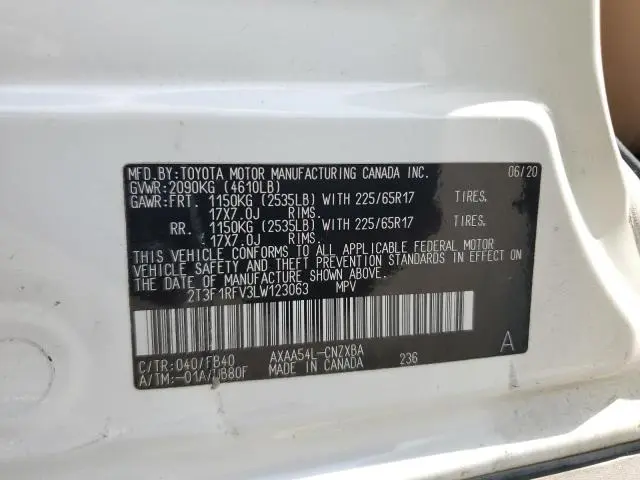 MFD.BY:TOYOTA MOTOR MANUFACTURING CANADA INC. 06/20
GVWR:2090KG (4610LB)
GAWR:FRT. 1150KG (2535LB) WITH 225/65R17 TIRES.
17X7.0J RIMS.
RR. 1150KG (2535LB) WITH 225/65R17 TIRES.
17X7.0J RIMS.
THIS VEHICLE CONFORMS TO ALL APPLICABLE FEDERAL MOTOR
VEHICLE SAFETY AND THEFT PREVENTION STANDARDS IN EFFECT ON
THE DATE OF MANUFACTURE SHOWN ABOVE.
2T3F1RFV3LW123063 MPV
C/TR:040/FB40 AXAA54L-CNZXBA 236 A
A/TM:-01A/UB80F MADE IN CANADA